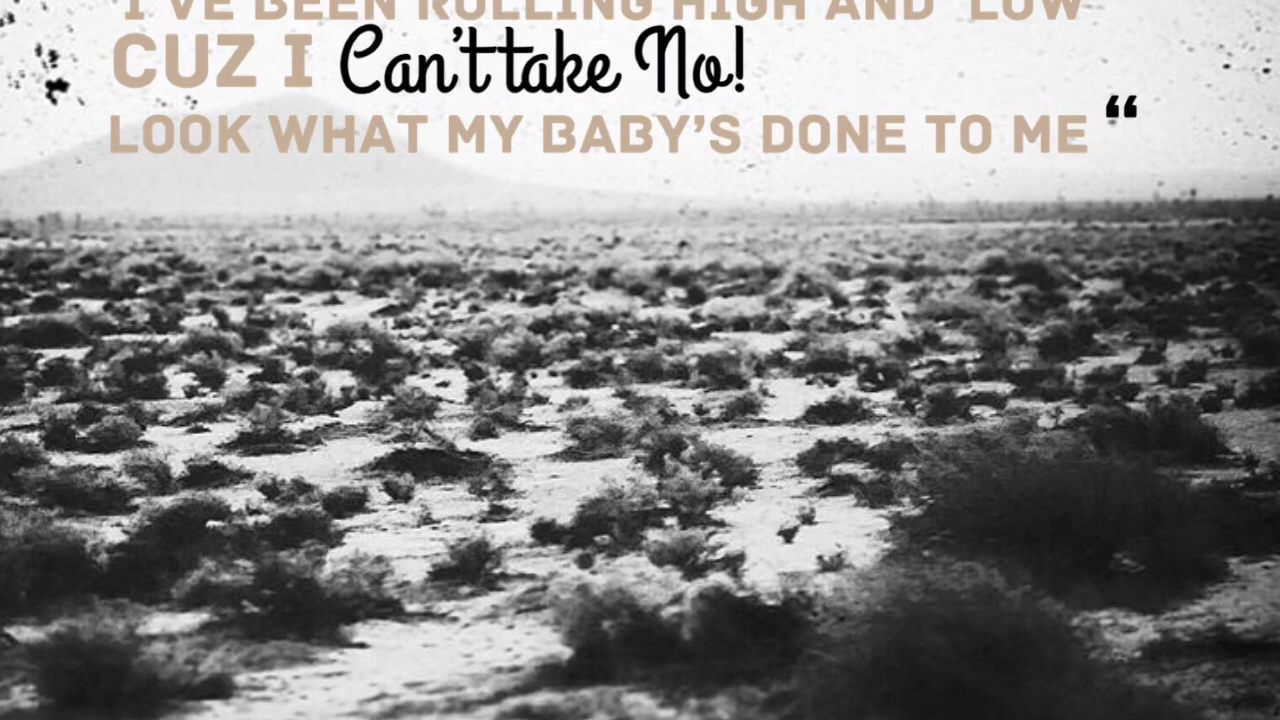 I'VE BEEN ROLLING HIGH AND LOW
CUZ I Can't take No!
LOOK WHAT MY BABY'S DONE TO ME “